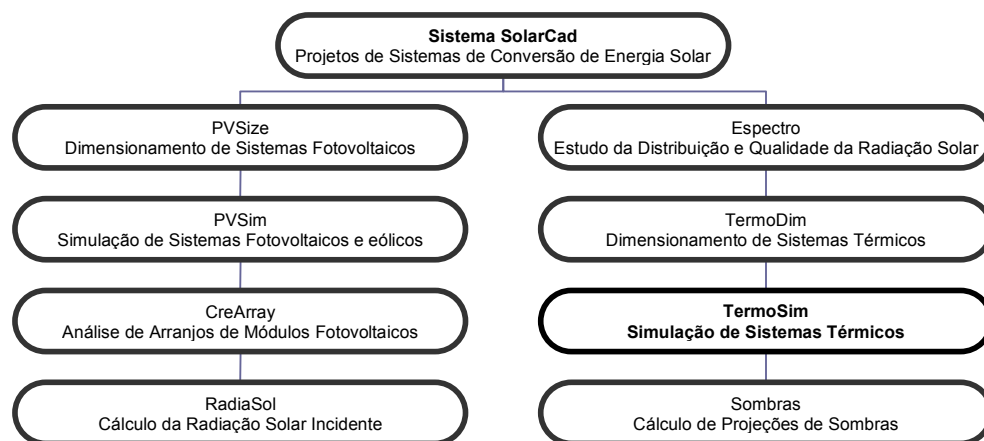 Sistema SolarCad
Projetos de Sistemas de Conversão de Energia Solar
PVSize
Dimensionamento de Sistemas Fotovoltaicos
Espectro
Estudo da Distribuição e Qualidade da Radiação Solar
PVSim
Simulação de Sistemas Fotovoltaicos e eólicos
TermoDim
Dimensionamento de Sistemas Térmicos
CreArray
Análise de Arranjos de Módulos Fotovoltaicos
TermoSim
Simulação de Sistemas Térmicos
RadiaSol
Cálculo da Radiação Solar Incidente
Sombras
Cálculo de Projeções de Sombras